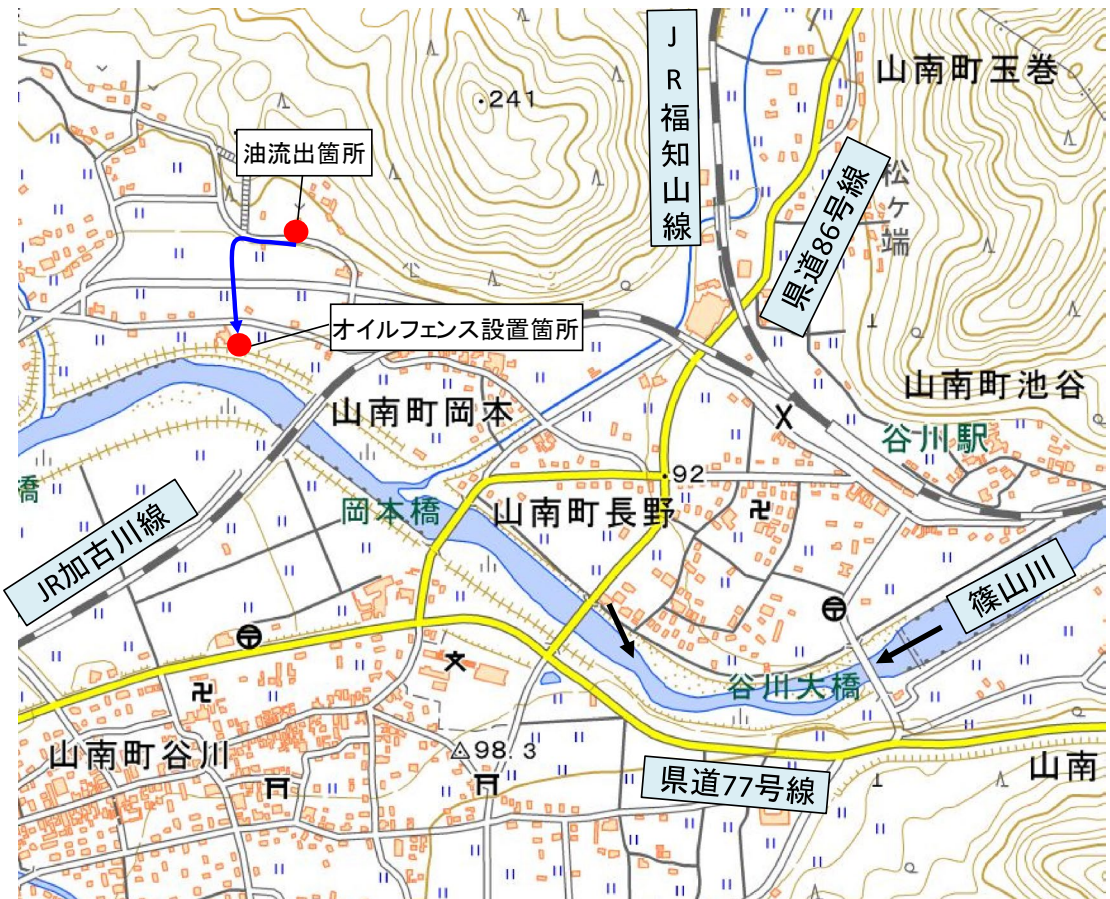 JR福知山線
山南町玉巻
・241
油流出箇所
松ヶ端
県道86号線
オイルフェンス設置箇所
山南町池谷
山南町岡本
谷川駅
・92
橋
岡本橋
山南町長野
JR加古川線
篠山川
谷川大橋
山南町谷川
98.3
山南
県道77号線